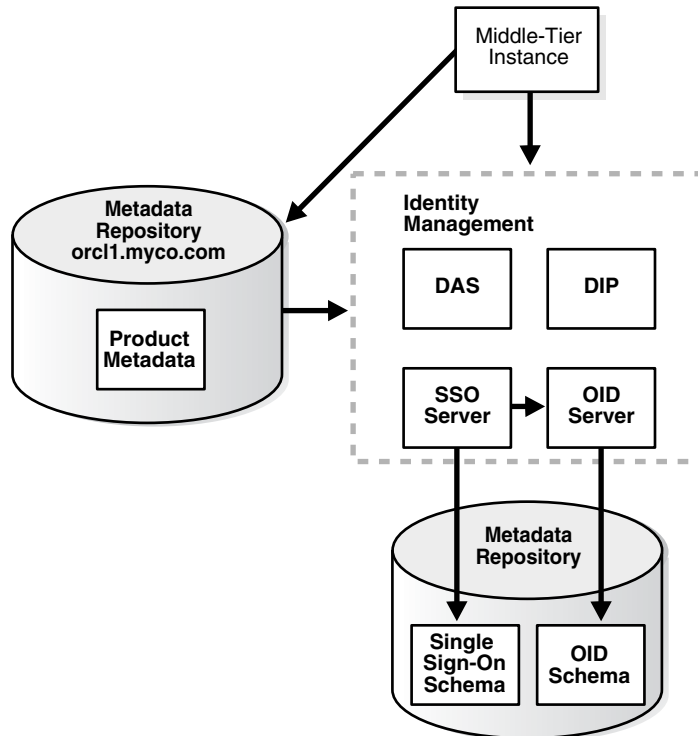 Middle-Tier
Instance
Metadata
Repository
orcl1.myco.com
Product
Metadata
Identity
Management
DAS
DIP
SSO
Server
OID
Server
Metadata
Repository
Single
Sign-On
Schema
OID
Schema